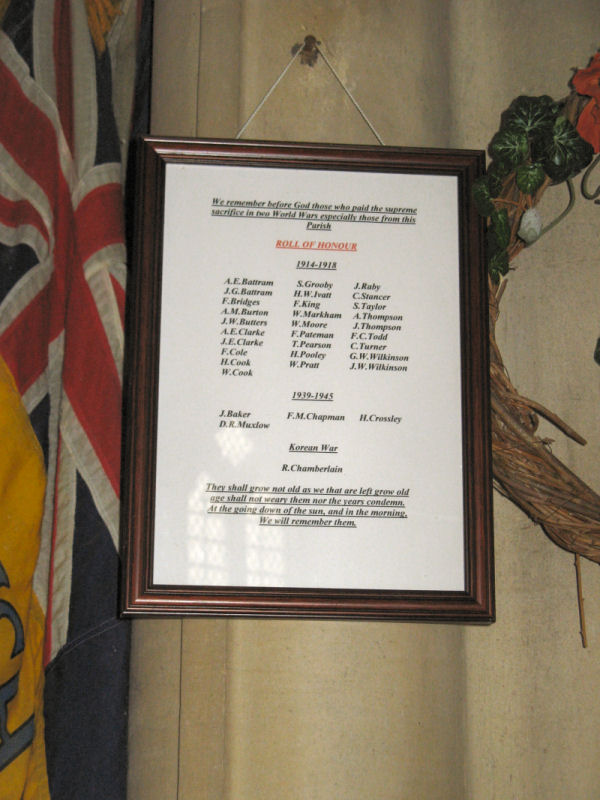 We remember before God those who paid the supreme
sacrifice in two World Wars especially those from this
Parish
ROLL OF HONOUR
1914-1918
A.E.Battram S.Grooby J.Raby
J.G.Battram H.W.Ivatt C.Stancer
F.Bridges F.King S.Taylor
A.M.Burton W.Markham A.Thompson
J.W.Butters W.Moore J.Thompson
A.E.Clarke F.Pateman F.C.Todd
J.E.Clarke T.Pearson C.Turner
F.Cole H.Pooley G.W.Wilkinson
H.Cook W.Pratt J.W.Wilkinson
W.Cook
1939-1945
J.Baker F.M.Chapman H.Crossley
D.R.Muxlow
Korean War
R.Chamberlain
They shall grow not old as we that are left grow old
age shall not weary them nor the years condemn.
At the going down of the sun, and in the morning.
We will remember them.